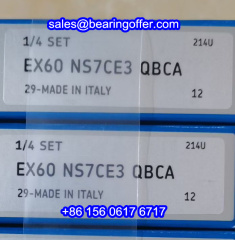 sales@bearingoffer.com
1/4 SET 214U
EX60 NS7CE3 QBCA
29-MADE IN ITALY 12
1/4 SET 214U
EX60 NS7CE3 QBCA
29-MADE IN ITALY 12
+86 156 0617 6717